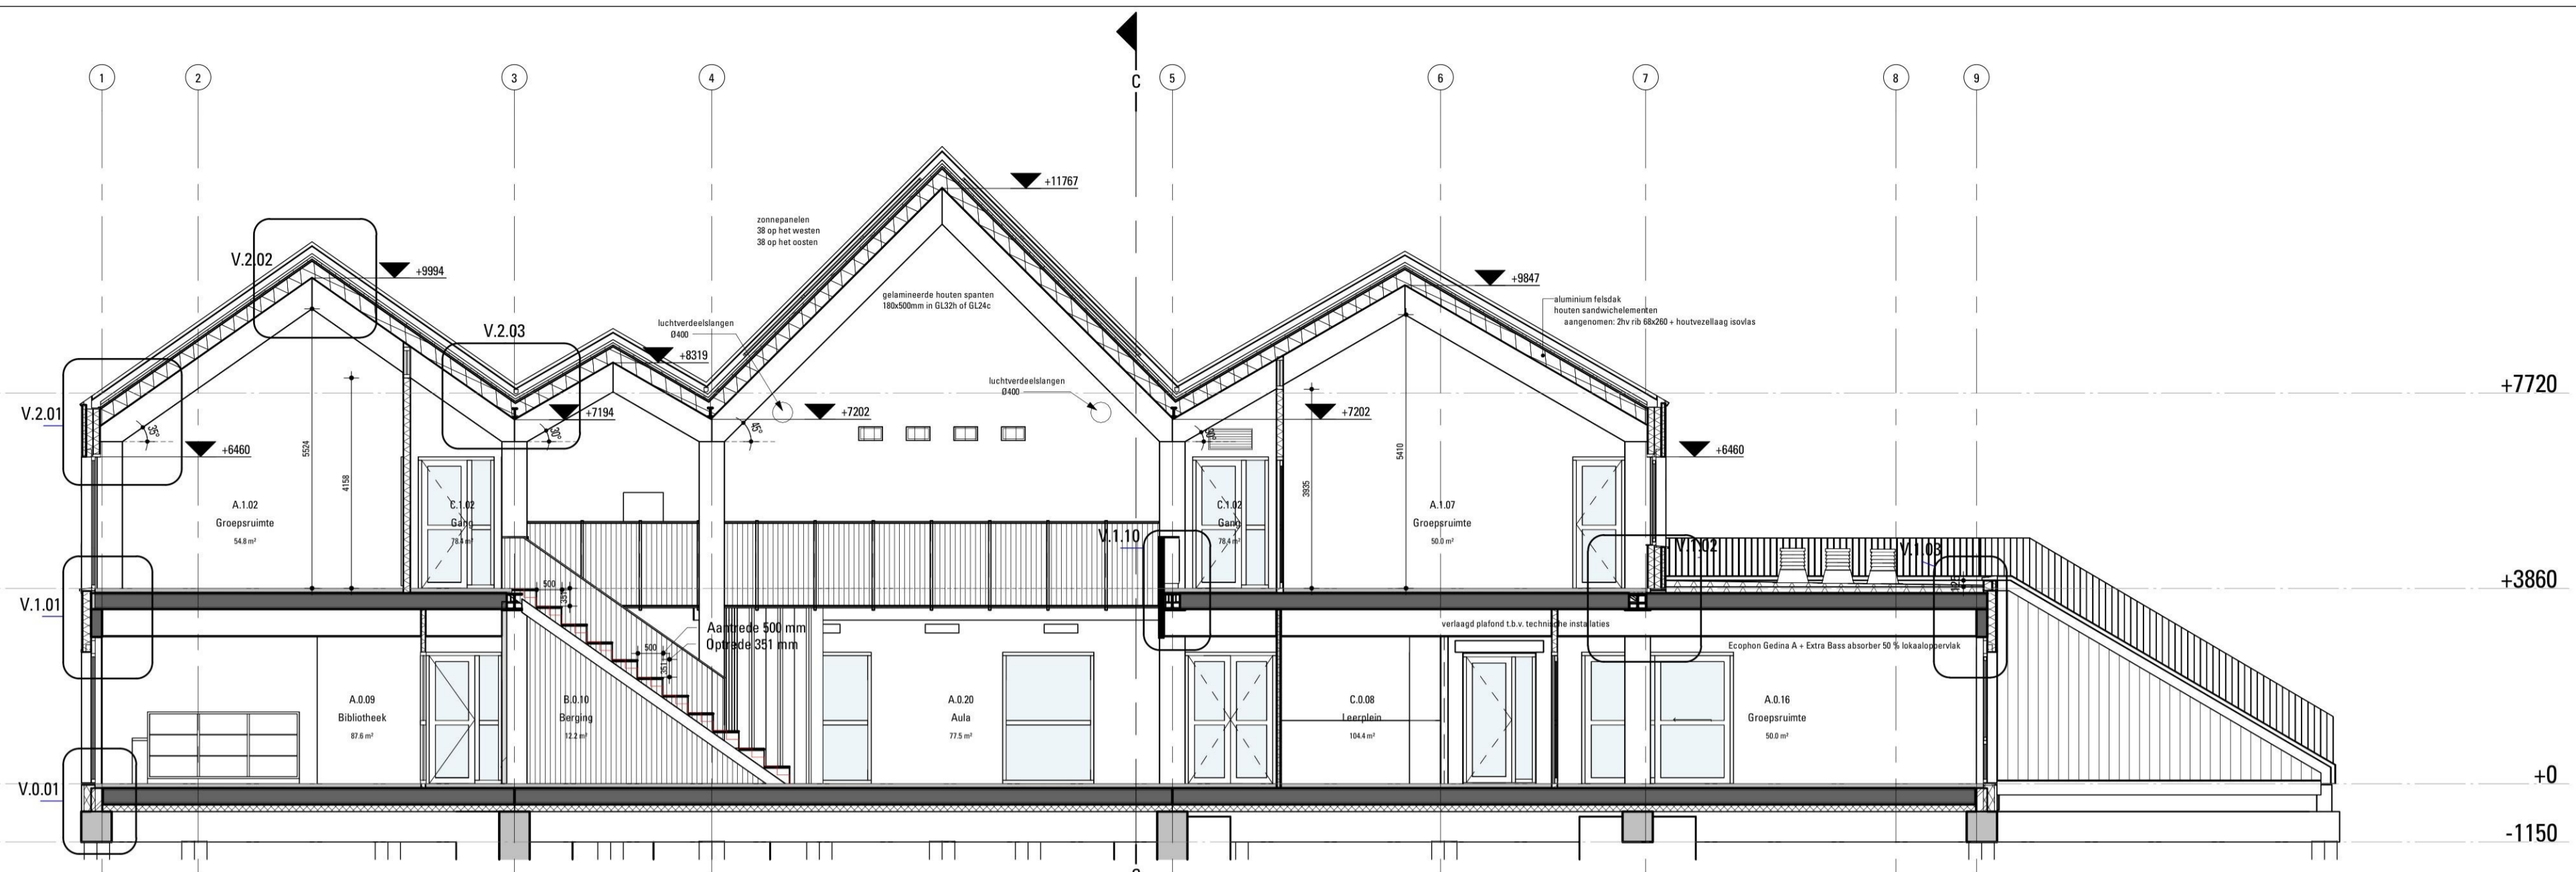 C
1
2
3
4
5
6
7
8
9
+11767
zonnepanelen
38 op het westen
38 op het oosten
V.2.02
+9994
+9847
gelamineerde houten spanten
180x500mm in GL32h of GL24c
aluminium felsdak
houten sandwichelementen
aangenomen: 2hv rib 68x260 + houtvezellaag isovlas
luchtverdeelslangen
Ø400
V.2.03
+8319
luchtverdeelslangen
Ø400
+7720
V.2.01
+7194
+7202
+7202
35°
30°
45°
30°
+6460
+6460
5524
4158
3935
5410
A.1.02
Groepsruimte
54.8 m²
C.1.02
Gang
78.4 m²
C.1.02
Gang
78.4 m²
A.1.07
Groepsruimte
50.0 m²
V.1.10
V.1.02
V.1.03
+3860
500
351
V.1.01
Aantrede 500 mm
Optrede 351 mm
500
351
verlaagd plafond t.b.v. technische installaties
Ecophon Gedina A + Extra Bass absorber 50 % lokaaloppervlak
A.0.09
Bibliotheek
87.6 m²
B.0.10
Berging
12.2 m²
A.0.20
Aula
77.5 m²
C.0.08
Leerplein
104.4 m²
A.0.16
Groepsruimte
50.0 m²
+0
V.0.01
-1150